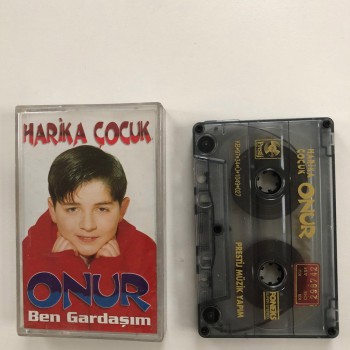 HARİKA ÇOCUK
ONUR
Ben Gardaşım
HARİKA
ÇOCUK
ONUR
PRESTİJ MÜZİK YAPIM